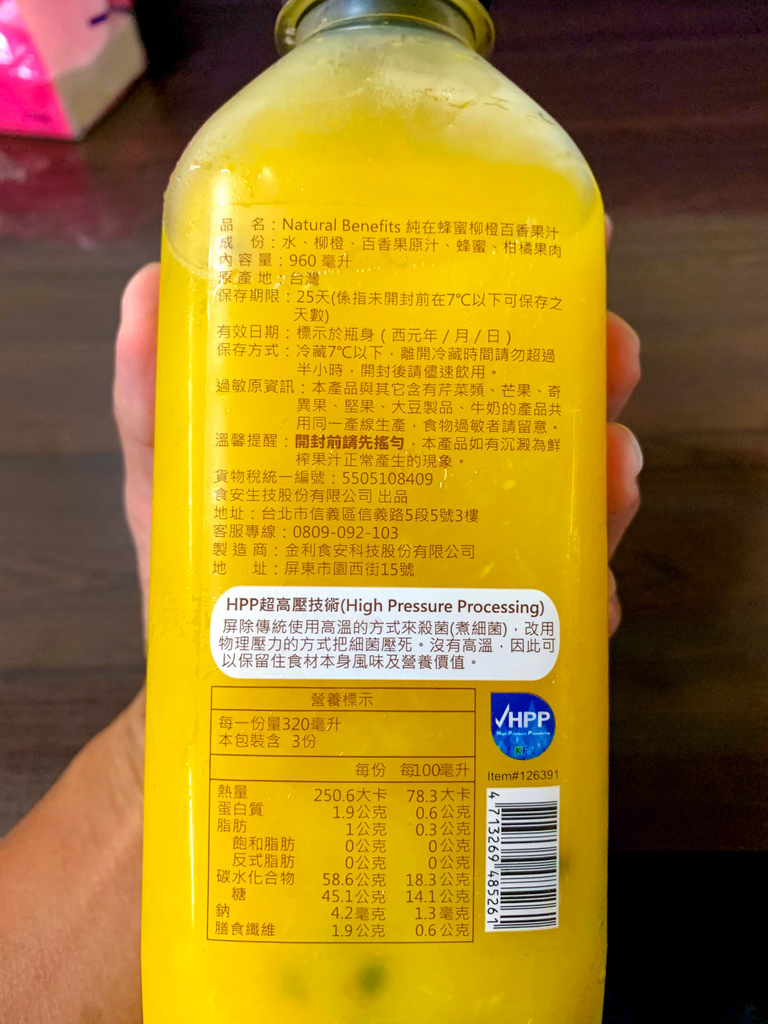 品　名：Natural Benefits 純在蜂蜜柳橙百香果汁
成　份：水、柳橙、百香果原汁、蜂蜜、柑橘果肉
內容量：960 毫升
原產地：台灣
保存期限：25天(係指未開封前在7℃以下可保存之
天數)
有效日期：標示於瓶身（西元年/月/日）
保存方式：冷藏7℃以下，離開冷藏時間請勿超過
半小時，開封後請儘速飲用。
過敏原資訊：本產品與其它含有芹菜類、芒果、奇
異果、堅果、大豆製品、牛奶的產品共
用同一產線生產，食物過敏者請留意。
溫馨提醒：開封前請先搖勻，本產品如有沉澱為鮮
榨果汁正常產生的現象。
貨物稅統一編號：5505108409
食安生技股份有限公司 出品
地址：台北市信義區信義路5段5號3樓
客服專線：0809-092-103
製造商：金利食安科技股份有限公司
地　址：屏東市園西街15號
HPP超高壓技術(High Pressure Processing)
屏除傳統使用高溫的方式來殺菌(煮細菌)，改用
物理壓力的方式把細菌壓死。沒有高溫，因此可
以保留住食材本身風味及營養價值。
營養標示
每一份量320毫升
本包裝含 3份
每份 每100毫升
熱量 250.6大卡 78.3大卡
蛋白質 1.9公克 0.6公克
脂肪 1公克 0.3公克
飽和脂肪 0公克 0公克
反式脂肪 0公克 0公克
碳水化合物 58.6公克 18.3公克
糖 45.1公克 14.1公克
鈉 4.2毫克 1.3毫克
膳食纖維 1.9公克 0.6公克
HPP
High Pressure Processing
KF
Item#126391
4 713269 485261